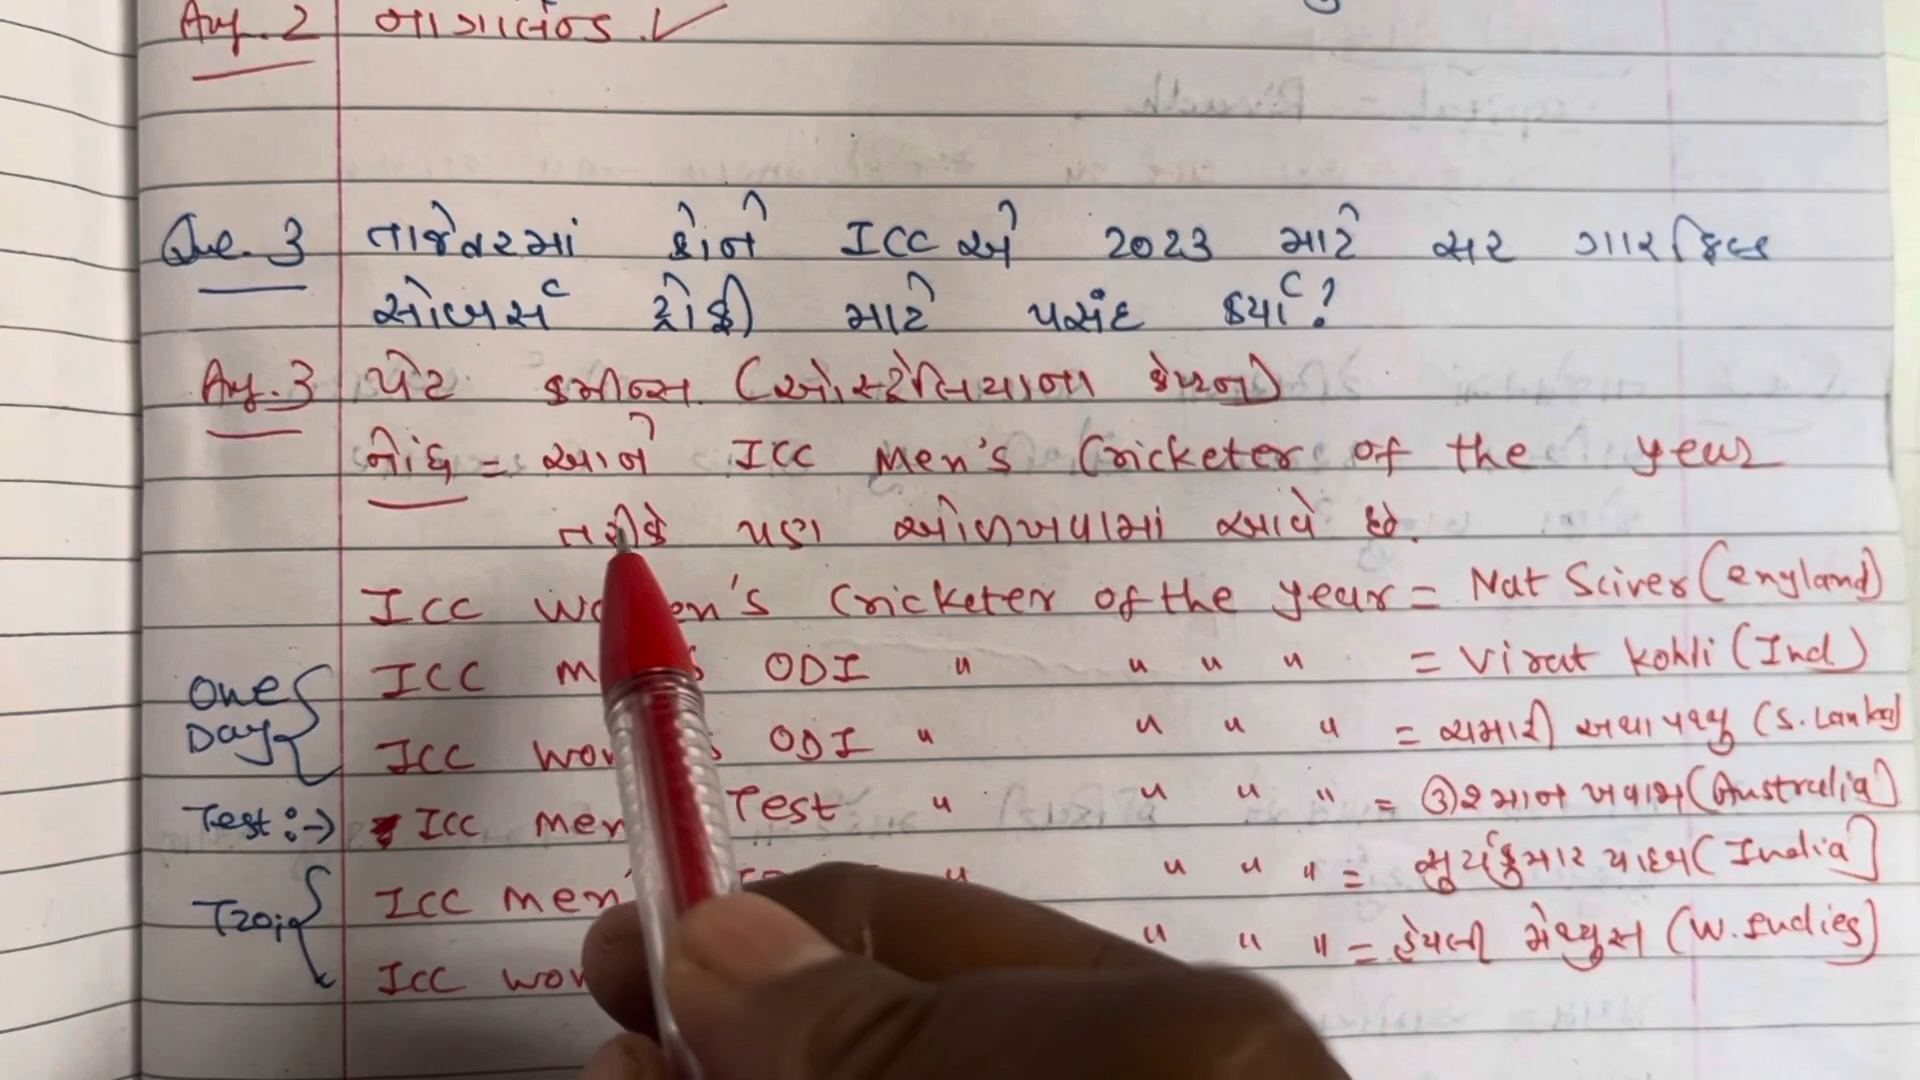 Ans.2 નાગાલેંન્ડ.
Que.3 તાજેતરમાં કોને ICC એ 2023 માટે સર ગારફિલ્ડ
સોબર્સ ટ્રોફી માટે પસંદ કર્યા?
Ans.3 પેટ કમીન્સ. (ઓસ્ટ્રેલિયાના કેપ્ટન)
નોંધ = આને ICC Men's Cricketer of the year
તરીકે પણ ઓળખવામાં આવે છે.
ICC Women's Cricketer of the year = Nat Sciver (england)
One Day ICC M ODI " " " " = Virat Kohli (Ind)
ICC Wo ODI " " " " = ચમારી અથાપથ્થુ (S. Lanka)
Test:→ ICC Men Test " " " " = ઉસ્માન ખ્વાજા (Australia)
T20; ICC Men' " " " " = સુર્યકુમાર યાદવ (India)
ICC Wo " " " = હેયલી મેથ્યુસ (W. Indies)